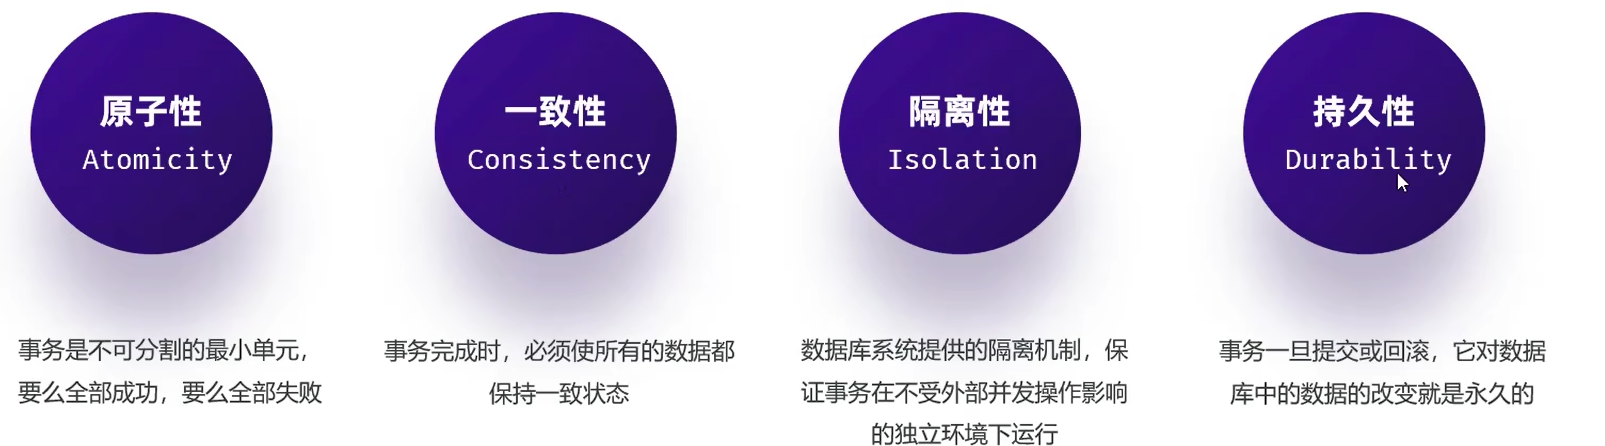 原子性
Atomicity
事务是不可分割的最小单元，
要么全部成功，要么全部失败
一致性
Consistency
事务完成时，必须使所有的数据都
保持一致状态
隔离性
Isolation
数据库系统提供的隔离机制，保
证事务在不受外部并发操作影响
的独立环境下运行
持久性
Durability
事务一旦提交或回滚，它对数据
库中的数据的改变就是永久的